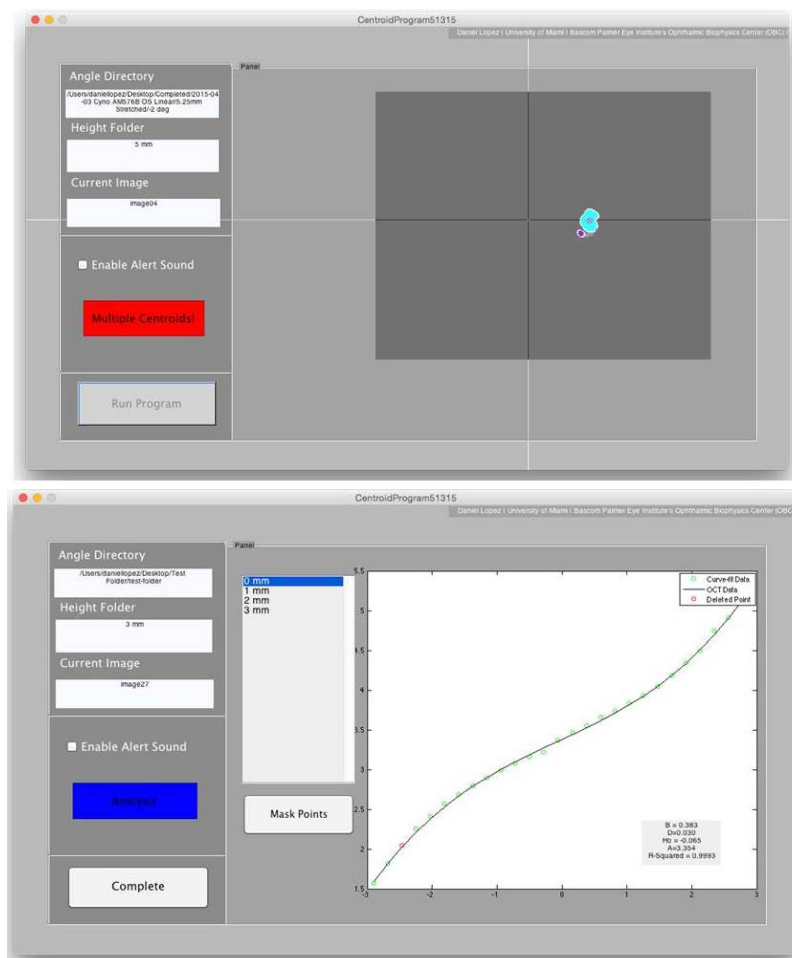 CentroidProgram51315
Daniel Lopez | University of Miami | Bascom Palmer Eye Institute's Ophthalmic Biophysics Center (OBC) |
Angle Directory
/Users/daniellopez/Desktop/Completed/2015-04
-03 Cyno AM576B OS Linear/5.25mm
Stretched/-2 deg
Height Folder
5 mm
Current Image
image04
Enable Alert Sound
Multiple Centroids!
Run Program
Panel
CentroidProgram51315
Daniel Lopez | University of Miami | Bascom Palmer Eye Institute's Ophthalmic Biophysics Center (OBC)
Angle Directory
/Users/daniellopez/Desktop/Test
Folder/test-folder
Height Folder
3 mm
Current Image
image27
Enable Alert Sound
Analysis
Complete
Panel
0 mm
1 mm
2 mm
3 mm
Mask Points
5.5
5
4.5
4
3.5
3
2.5
2
1.5
-3 -2 -1 0 1 2 3
Curve-fit Data
OCT Data
Deleted Point
B = 0.383
D=0.030
Hb = -0.065
A=3.354
R-Squared = 0.9993